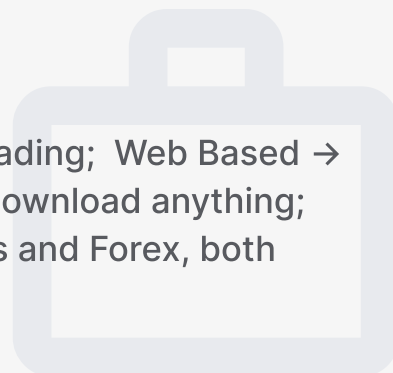 ading;  Web Based →
ownload anything;
s and Forex, both